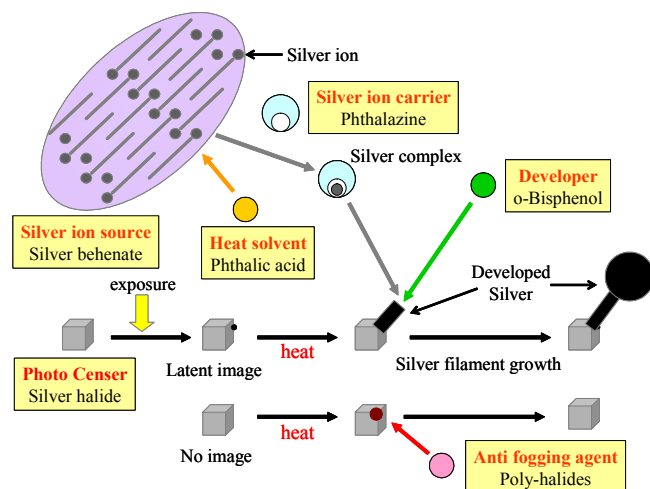 Silver ion
Silver ion carrier
Phthalazine
Silver complex
Developer
o-Bisphenol
Silver ion source
Silver behenate
Heat solvent
Phthalic acid
Developed
Silver
exposure
Photo Censer
Silver halide
Latent image
heat
Silver filament growth
No image
heat
Anti fogging agent
Poly-halides